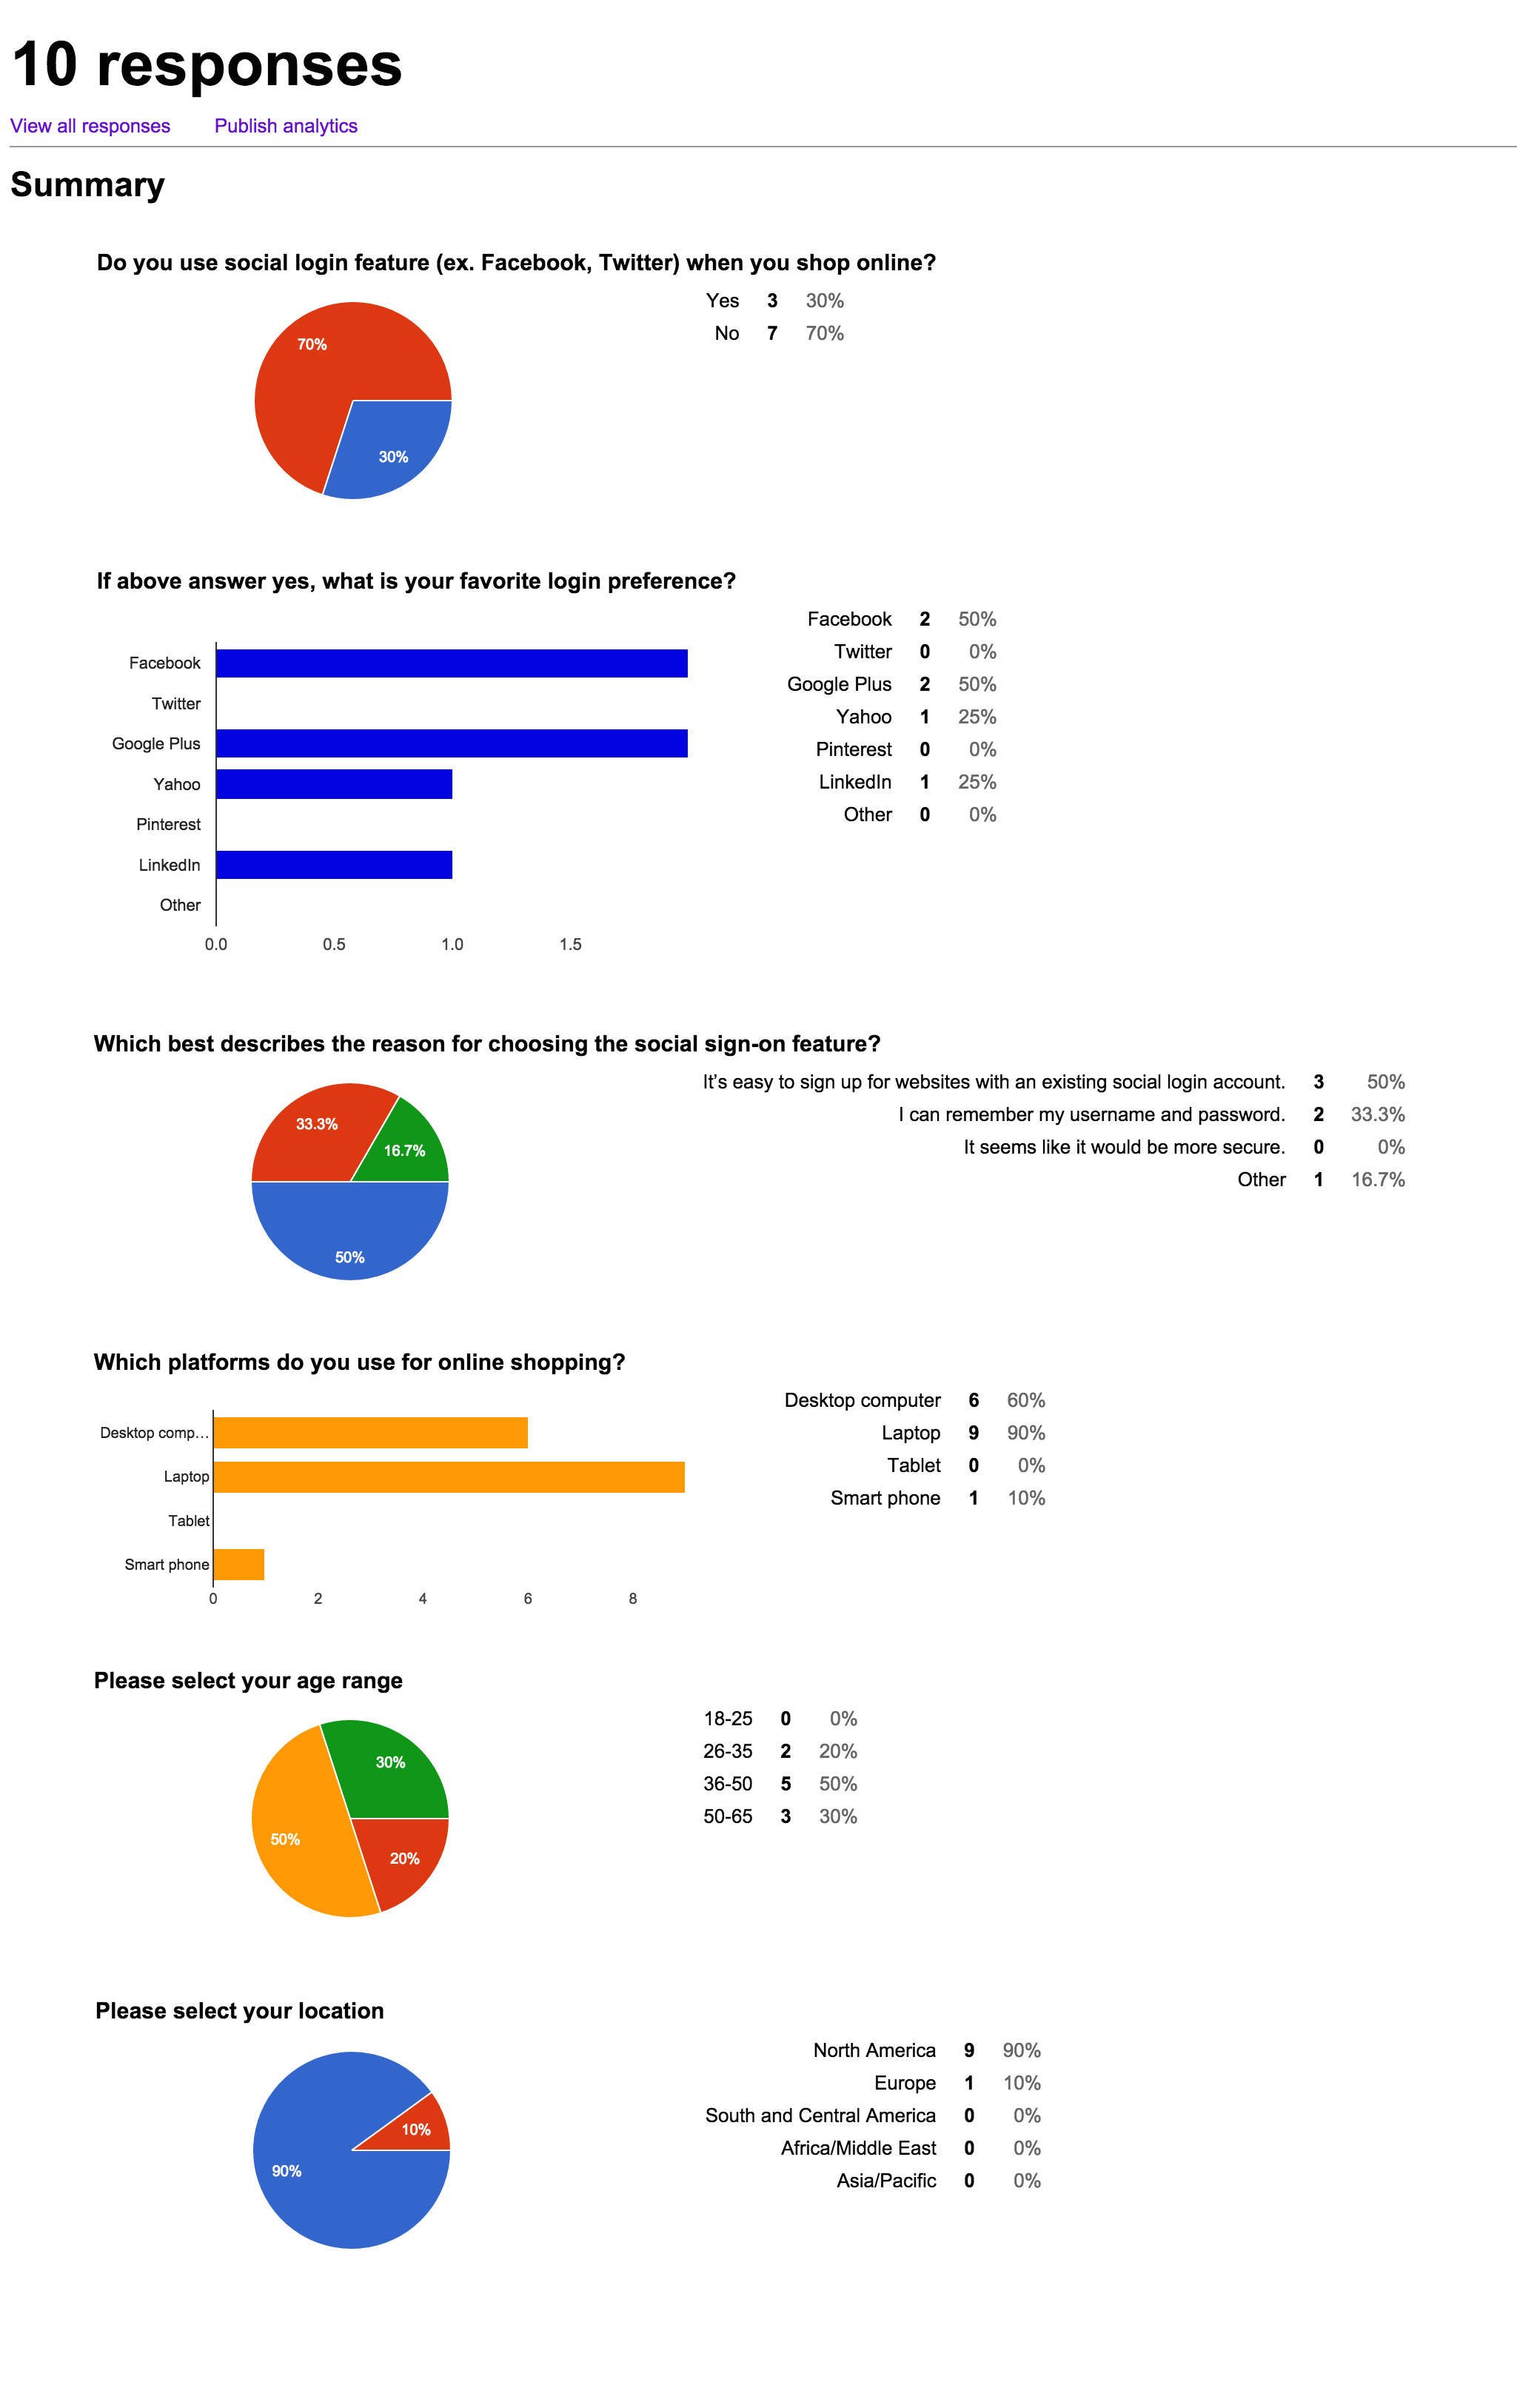 10 responses
View all responses Publish analytics
Summary
Do you use social login feature (ex. Facebook, Twitter) when you shop online?
70%
30%
Yes 3 30%
No 7 70%
If above answer yes, what is your favorite login preference?
Facebook
Twitter
Google Plus
Yahoo
Pinterest
LinkedIn
Other
0.0 0.5 1.0 1.5
Facebook 2 50%
Twitter 0 0%
Google Plus 2 50%
Yahoo 1 25%
Pinterest 0 0%
LinkedIn 1 25%
Other 0 0%
Which best describes the reason for choosing the social sign-on feature?
33.3%
16.7%
50%
It's easy to sign up for websites with an existing social login account. 3 50%
I can remember my username and password. 2 33.3%
It seems like it would be more secure. 0 0%
Other 1 16.7%
Which platforms do you use for online shopping?
Desktop comp...
Laptop
Tablet
Smart phone
0 2 4 6 8
Desktop computer 6 60%
Laptop 9 90%
Tablet 0 0%
Smart phone 1 10%
Please select your age range
30%
50%
20%
18-25 0 0%
26-35 2 20%
36-50 5 50%
50-65 3 30%
Please select your location
10%
90%
North America 9 90%
Europe 1 10%
South and Central America 0 0%
Africa/Middle East 0 0%
Asia/Pacific 0 0%